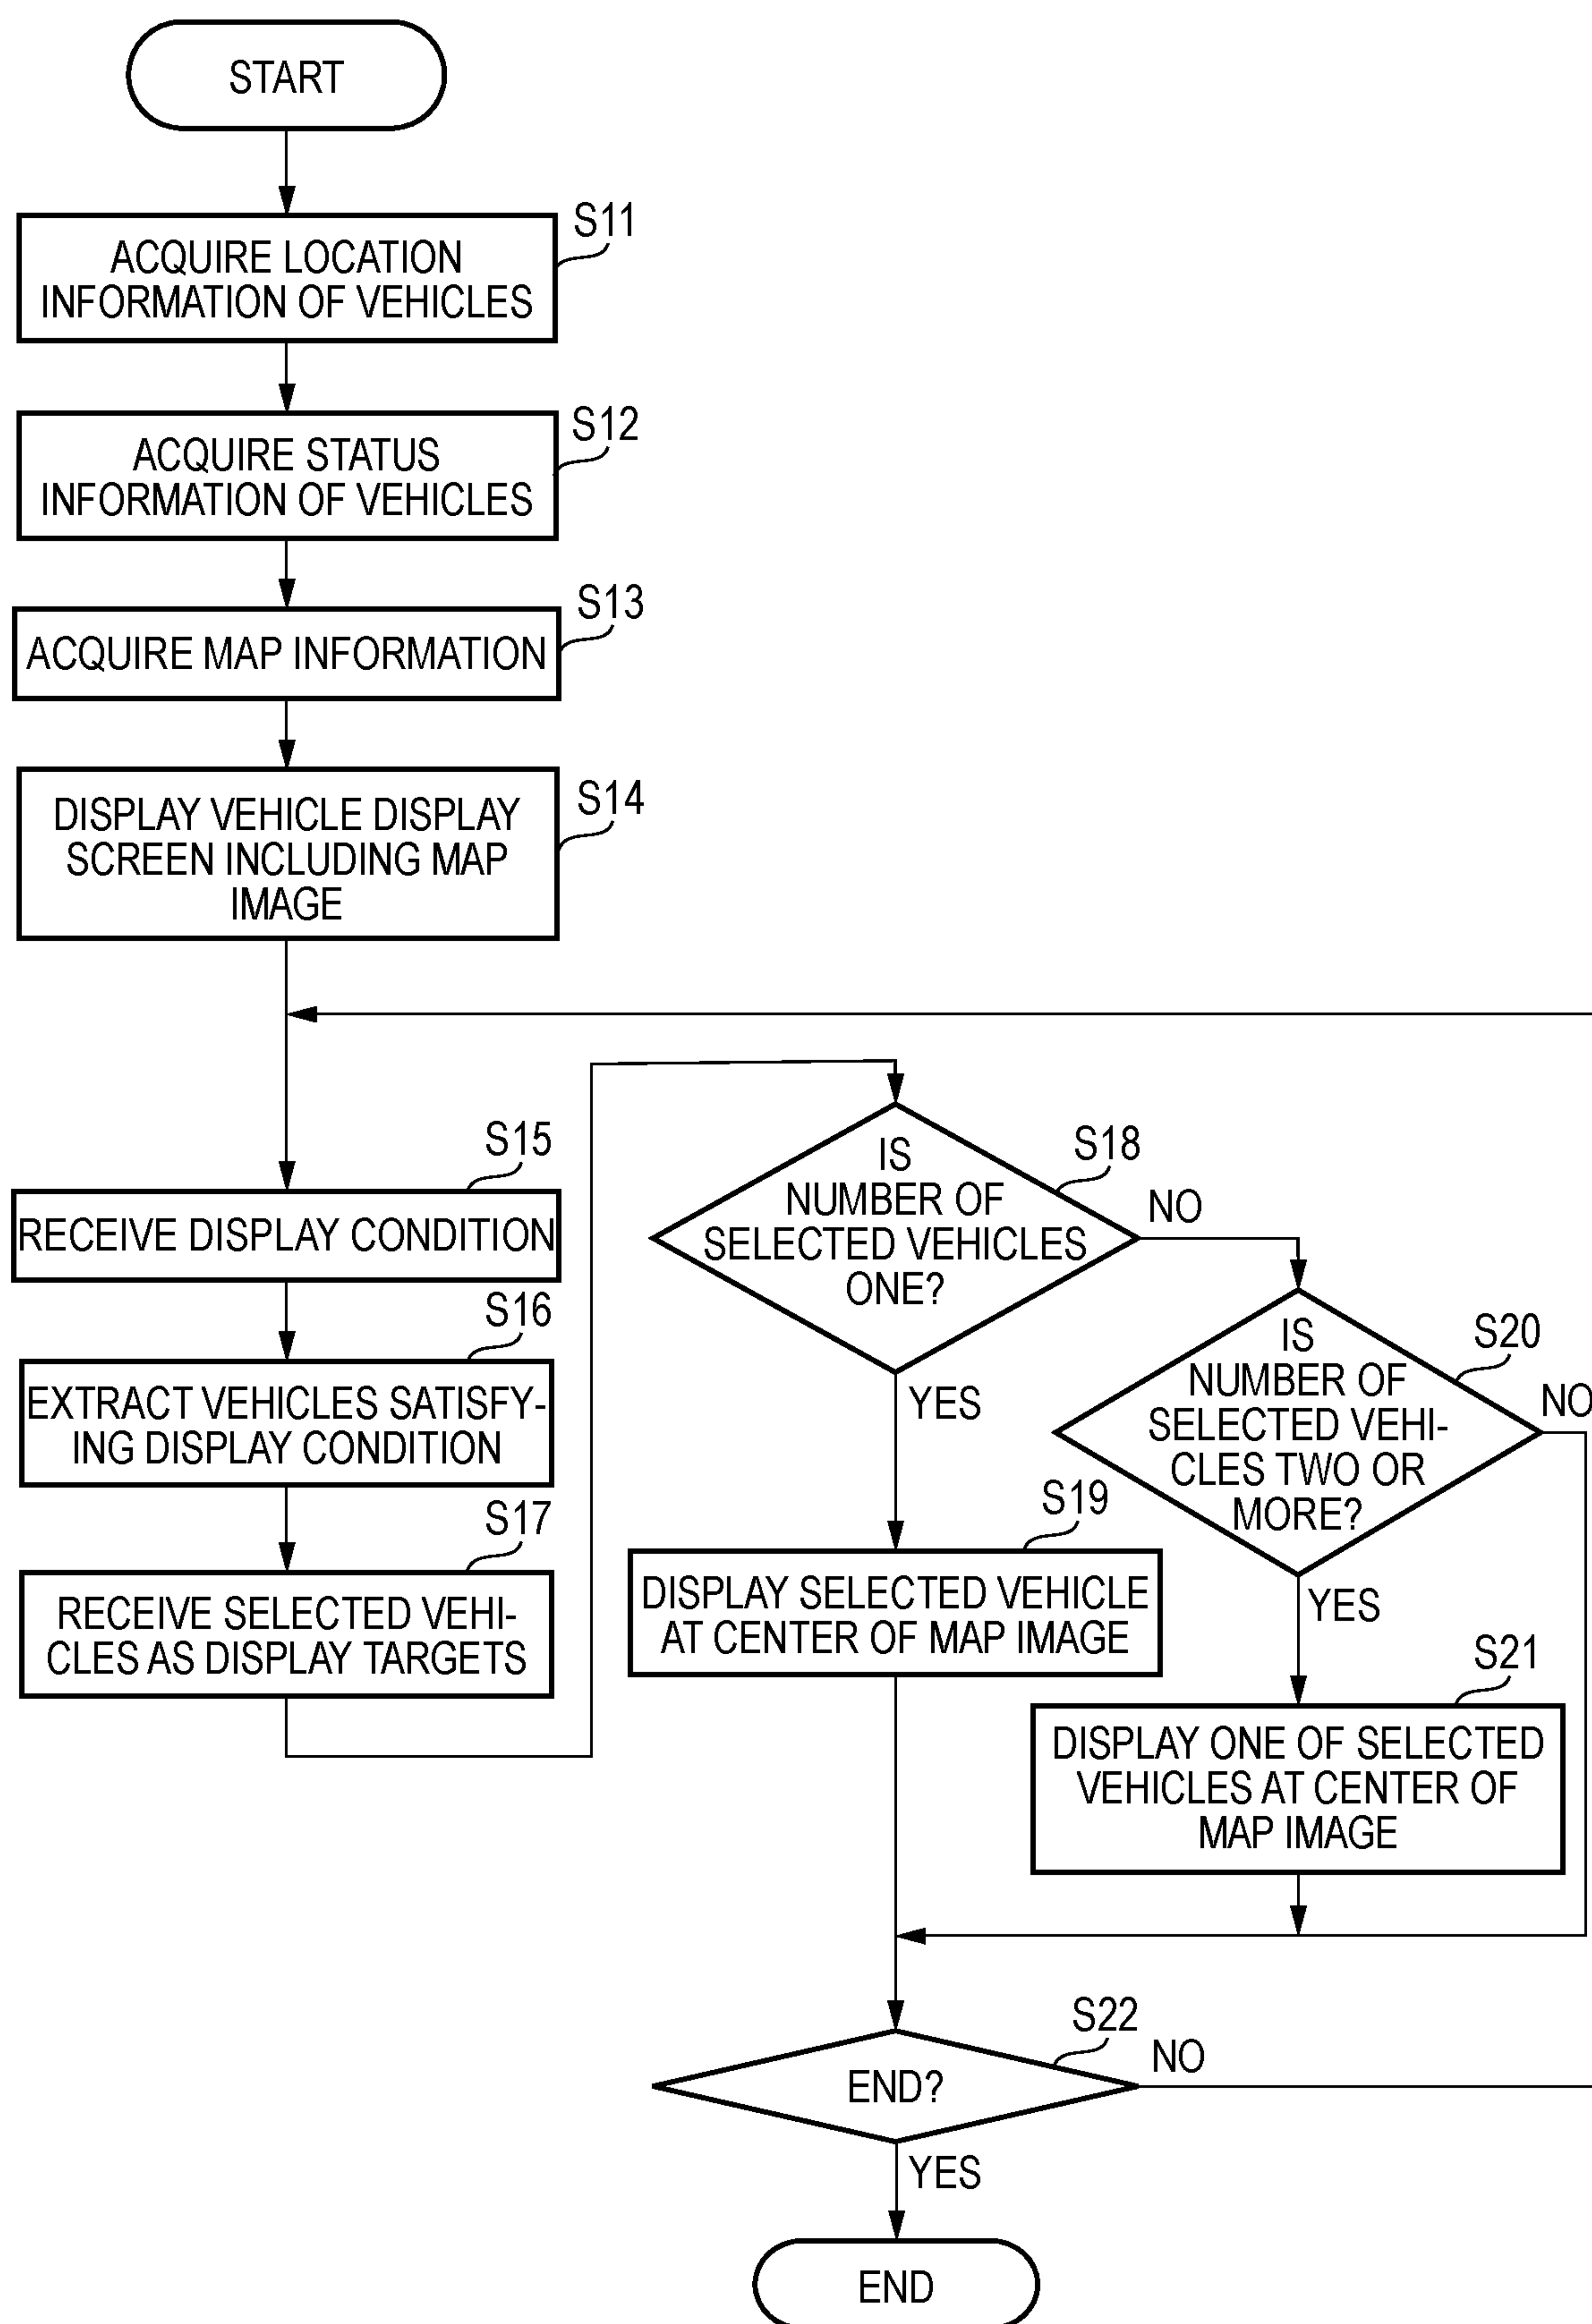 START
S11
ACQUIRE LOCATION
INFORMATION OF VEHICLES
S12
ACQUIRE STATUS
INFORMATION OF VEHICLES
S13
ACQUIRE MAP INFORMATION
S14
DISPLAY VEHICLE DISPLAY
SCREEN INCLUDING MAP
IMAGE
S15
RECEIVE DISPLAY CONDITION
S16
EXTRACT VEHICLES SATISFY-
ING DISPLAY CONDITION
S17
RECEIVE SELECTED VEHI-
CLES AS DISPLAY TARGETS
S18
IS
NUMBER OF
SELECTED VEHICLES
ONE?
NO
YES
S19
DISPLAY SELECTED VEHICLE
AT CENTER OF MAP IMAGE
S20
IS
NUMBER OF
SELECTED VEHI-
CLES TWO OR
MORE?
NO
YES
S21
DISPLAY ONE OF SELECTED
VEHICLES AT CENTER OF
MAP IMAGE
S22
END?
NO
YES
END